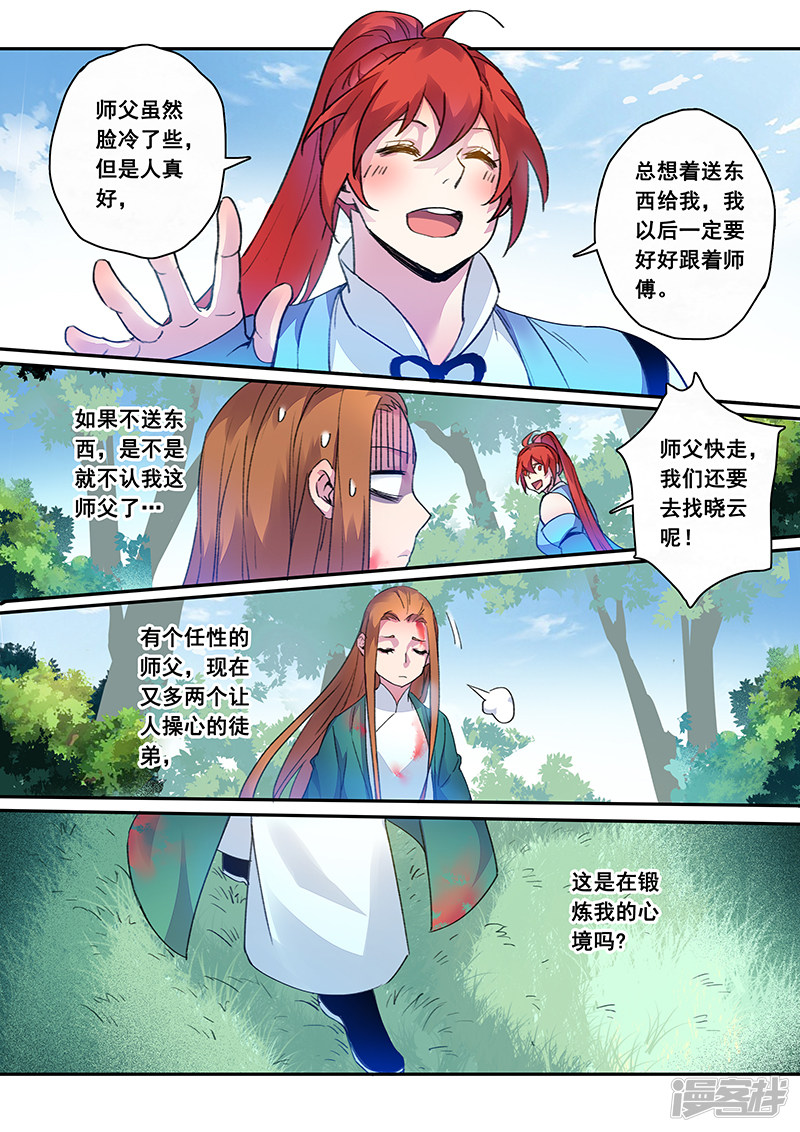 师父虽然
脸冷了些，
但是人真
好，
总想着送东
西给我，我
以后一定要
好好跟着师
傅。
如果不送东
西，是不是
就不认我这
师父了…
师父快走，
我们还要
去找晓云
呢！
有个任性的
师父，现在
又多两个让
人操心的徒
弟，
这是在锻
炼我的心
境吗？
漫客栈